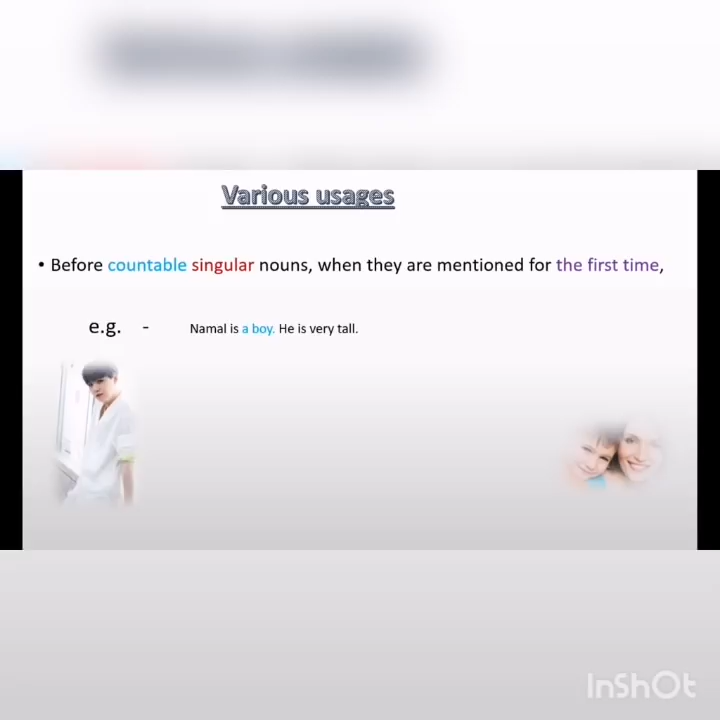 Various usages
• Before countable singular nouns, when they are mentioned for the first time,
e.g. - Namal is a boy. He is very tall.
InShOt